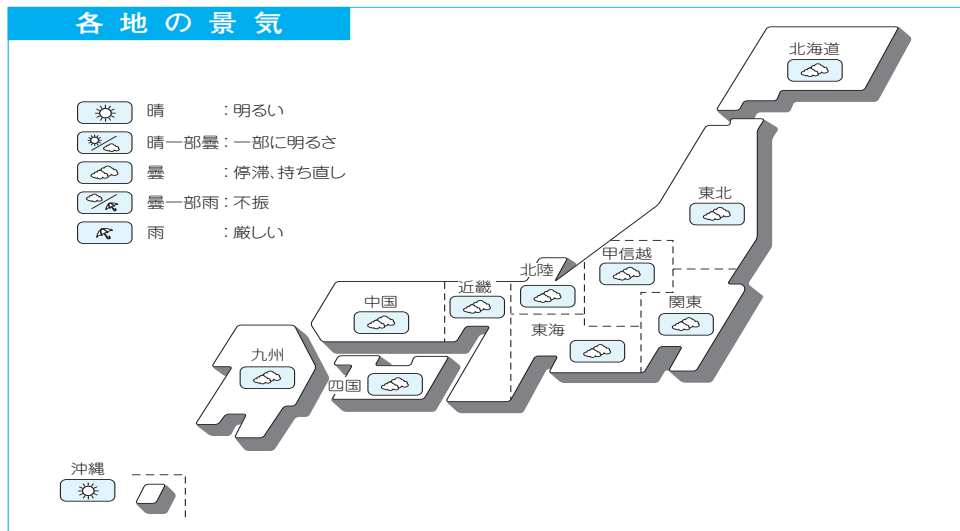 各地の景気
晴 ：明るい
晴一部曇：一部に明るさ
曇 ：停滞、持ち直し
曇一部雨：不振
雨 ：厳しい
北海道
東北
甲信越
北陸
近畿
中国
関東
東海
九州
四国
沖縄